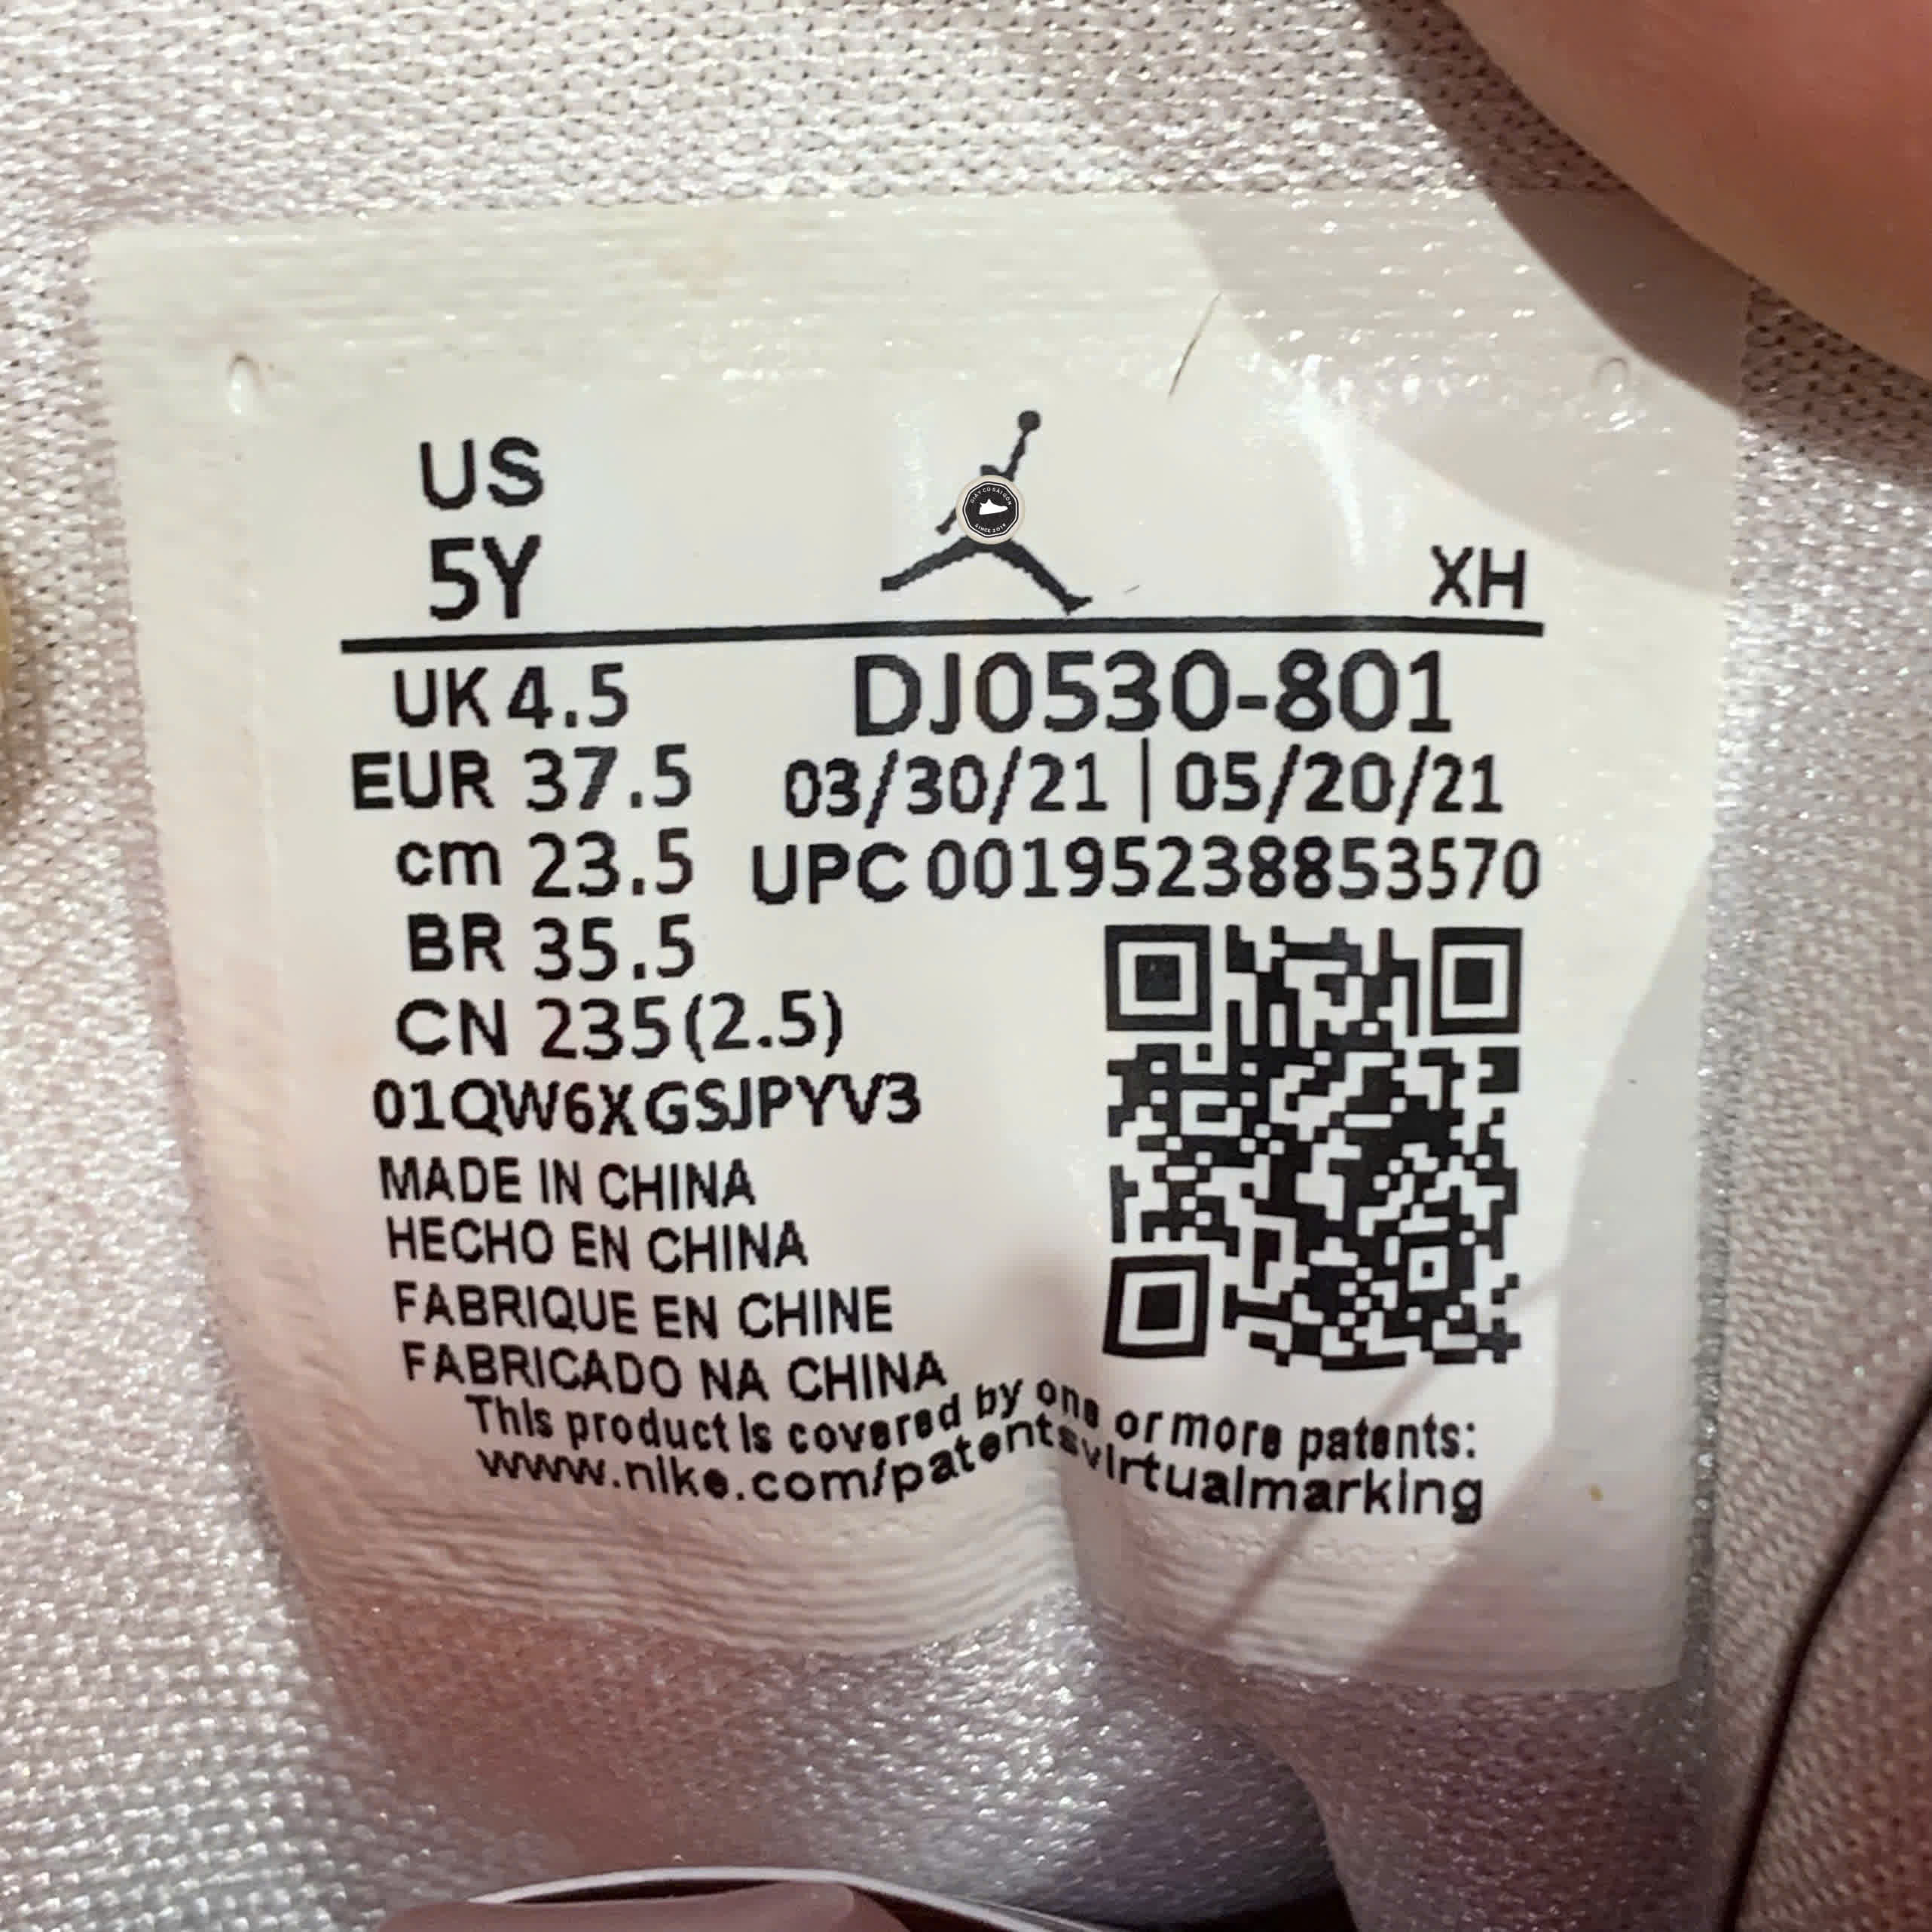 US
5Y
XH
UK 4.5
DJ0530-801
EUR 37.5
03/30/21 | 05/20/21
cm 23.5
UPC 00195238853570
BR 35.5
CN 235(2.5)
01QW6XGSJPYV3
MADE IN CHINA
HECHO EN CHINA
FABRIQUE EN CHINE
FABRICADO NA CHINA
This product is covered by one or more patents:
www.nike.com/patentsvirtualmarking